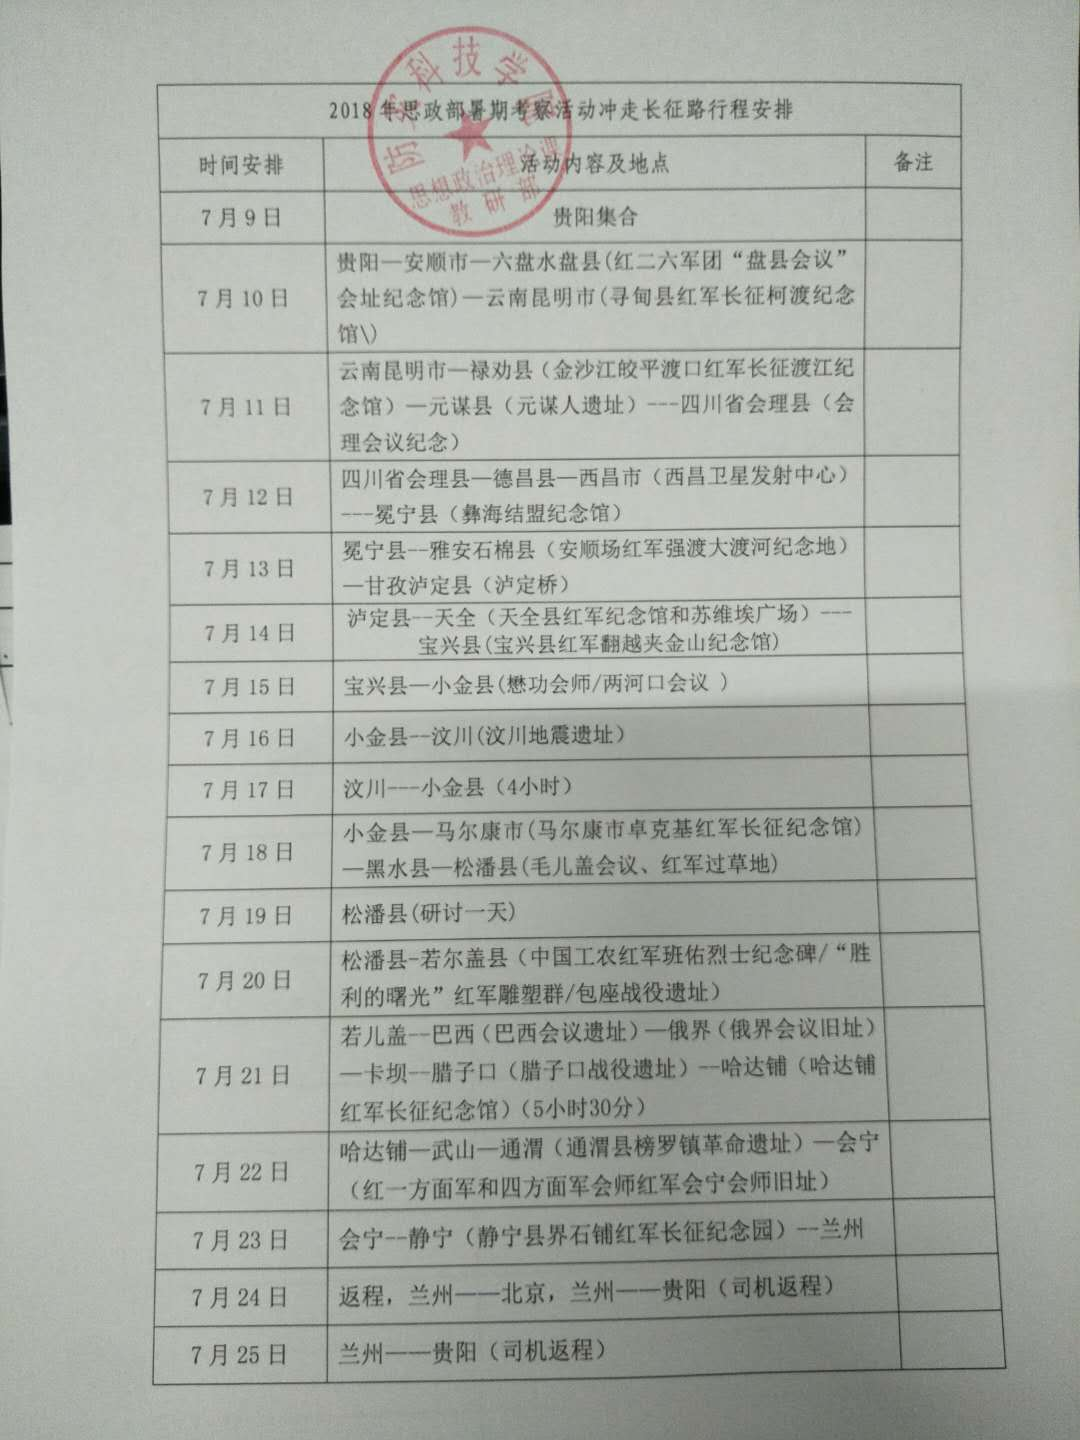 防灾科技学院
思想政治理论课
教研部
2018年思政部暑期考察活动冲走长征路行程安排
时间安排 活动内容及地点 备注
7月9日 贵阳集合
7月10日
贵阳—安顺市—六盘水盘县(红二六军团“盘县会议”
会址纪念馆)—云南昆明市(寻甸县红军长征柯渡纪念
馆\)
7月11日
云南昆明市—禄劝县（金沙江皎平渡口红军长征渡江纪
念馆）—元谋县（元谋人遗址）---四川省会理县（会
理会议纪念）
7月12日
四川省会理县—德昌县—西昌市（西昌卫星发射中心）
---冕宁县（彝海结盟纪念馆）
7月13日
冕宁县--雅安石棉县（安顺场红军强渡大渡河纪念地）
—甘孜泸定县（泸定桥）
7月14日
泸定县--天全（天全县红军纪念馆和苏维埃广场）---
宝兴县(宝兴县红军翻越夹金山纪念馆)
7月15日 宝兴县—小金县(懋功会师/两河口会议 )
7月16日 小金县--汶川(汶川地震遗址）
7月17日 汶川---小金县（4小时）
7月18日
小金县—马尔康市(马尔康市卓克基红军长征纪念馆)
—黑水县—松潘县(毛儿盖会议、红军过草地)
7月19日 松潘县(研讨一天)
7月20日
松潘县-若尔盖县（中国工农红军班佑烈士纪念碑/“胜
利的曙光”红军雕塑群/包座战役遗址）
7月21日
若儿盖--巴西（巴西会议遗址）—俄界（俄界会议旧址）
—卡坝--腊子口（腊子口战役遗址）--哈达铺（哈达铺
红军长征纪念馆）（5小时30分）
7月22日
哈达铺—武山—通渭（通渭县榜罗镇革命遗址）—会宁
（红一方面军和四方面军会师红军会宁会师旧址）
7月23日 会宁--静宁（静宁县界石铺红军长征纪念园）--兰州
7月24日 返程，兰州——北京，兰州——贵阳（司机返程）
7月25日 兰州——贵阳（司机返程）